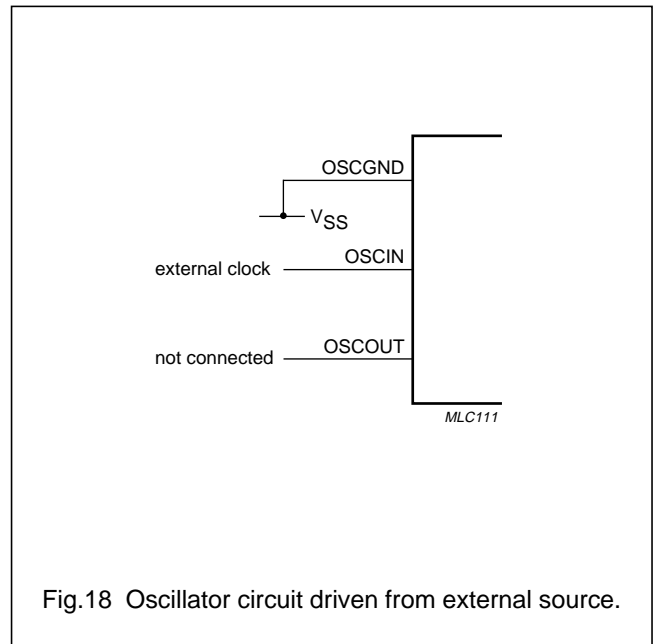 OSCGND
VSS
external clock OSCIN
not connected OSCOUT
MLC111
Fig.18 Oscillator circuit driven from external source.